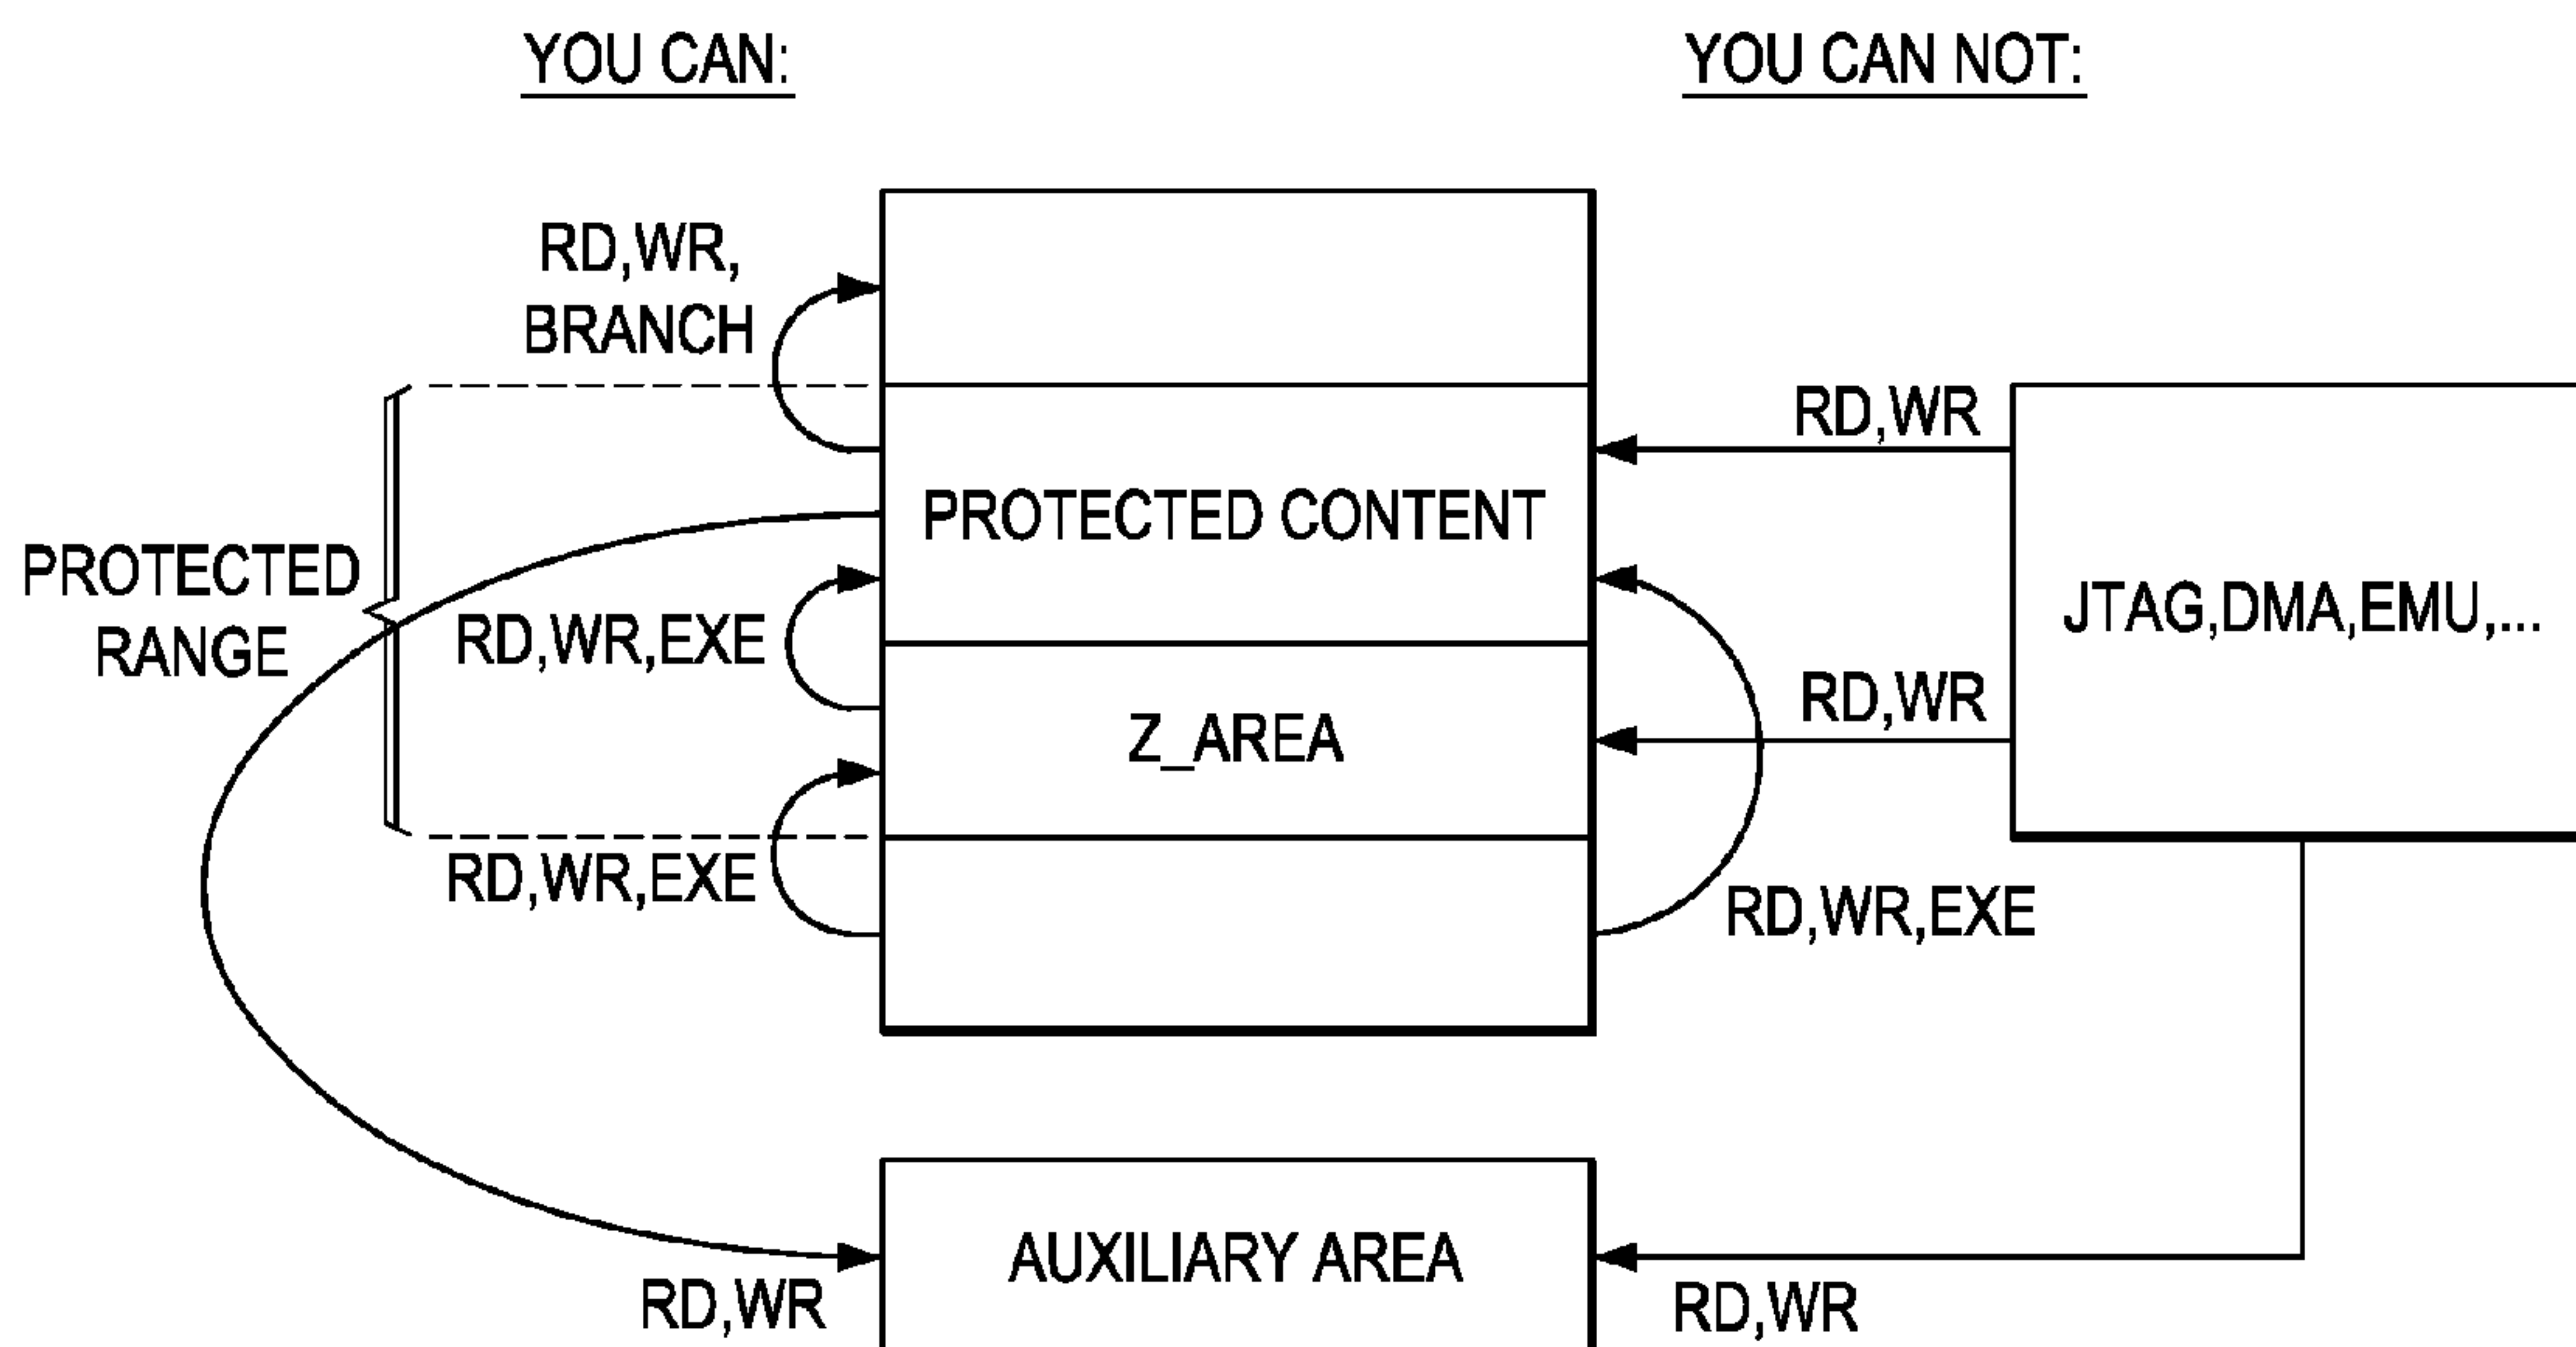 YOU CAN:
YOU CAN NOT:
RD,WR,
BRANCH
RD,WR
PROTECTED CONTENT
PROTECTED
RANGE
RD,WR,EXE
JTAG,DMA,EMU,...
RD,WR
Z_AREA
RD,WR,EXE
RD,WR,EXE
AUXILIARY AREA
RD,WR
RD,WR